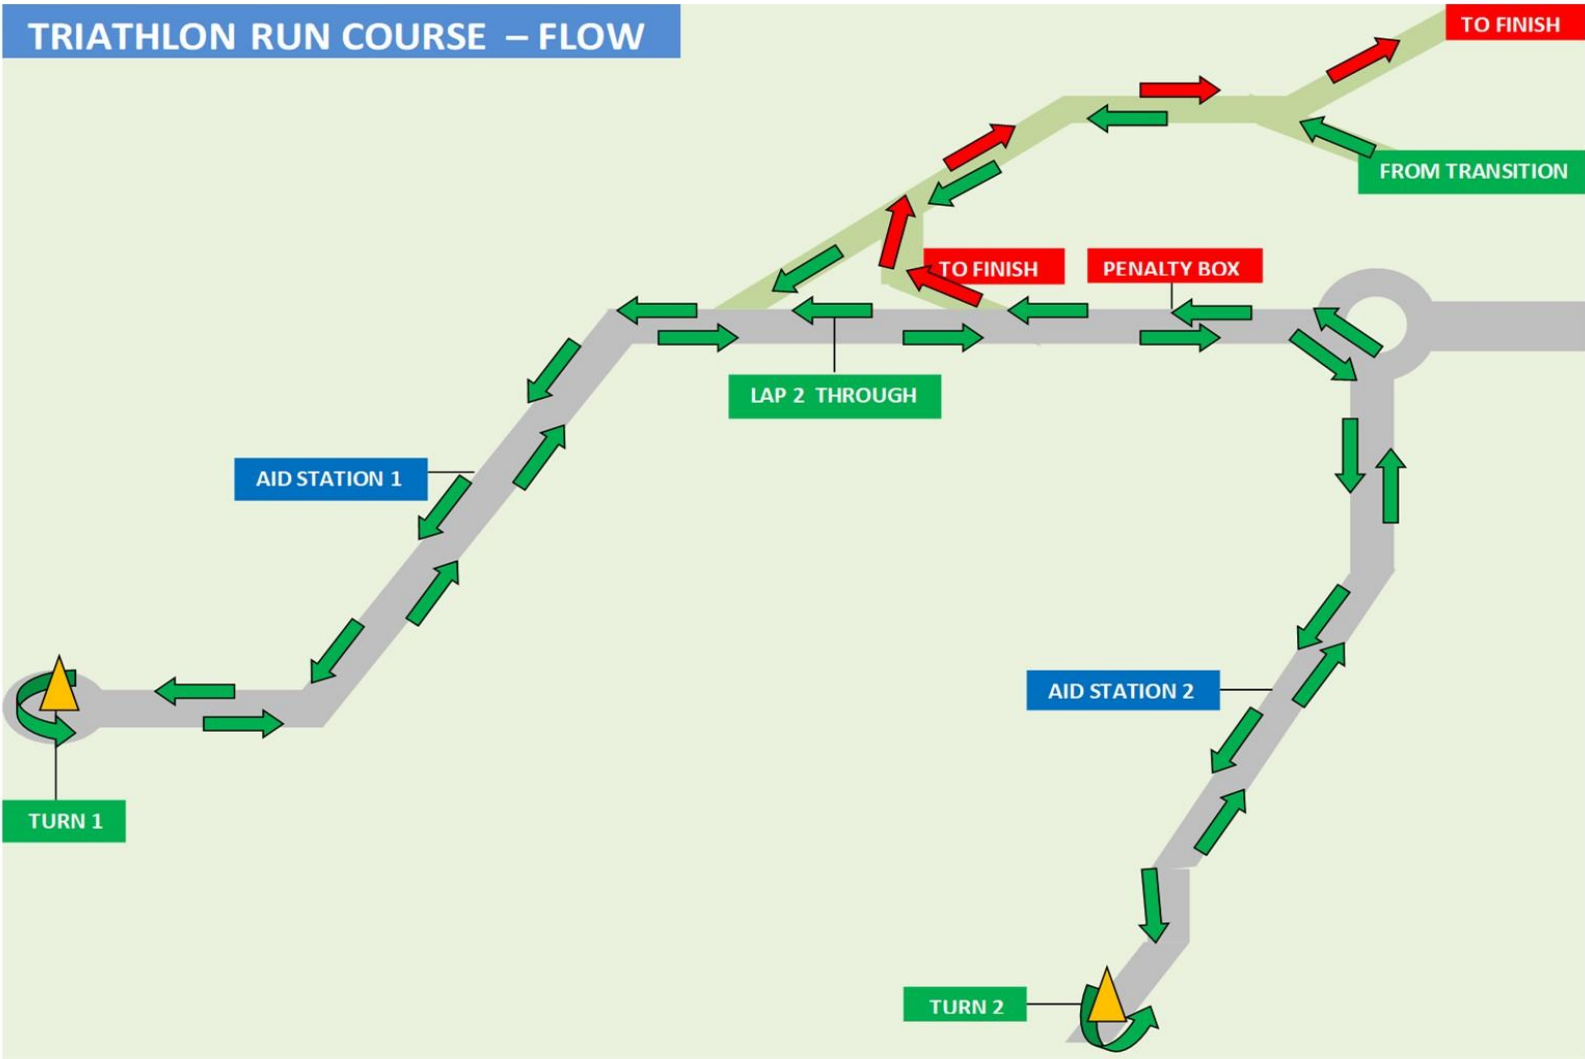 TRIATHLON RUN COURSE – FLOW
TO FINISH
FROM TRANSITION
TO FINISH
PENALTY BOX
LAP 2 THROUGH
AID STATION 1
AID STATION 2
TURN 1
TURN 2